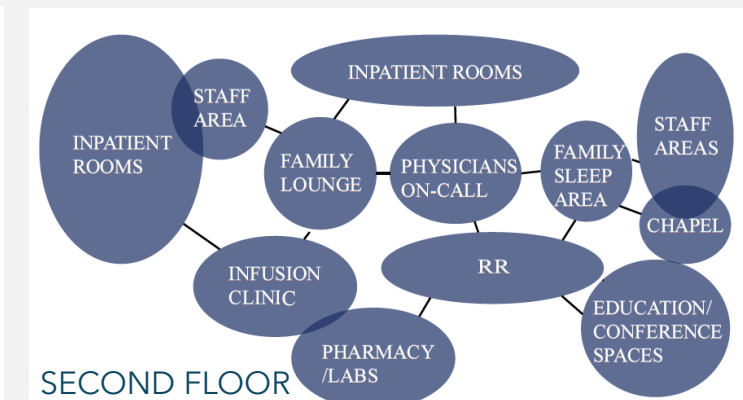 INPATIENT
ROOMS
STAFF
AREA
INPATIENT ROOMS
FAMILY
LOUNGE
PHYSICIANS
ON-CALL
FAMILY
SLEEP
AREA
STAFF
AREAS
CHAPEL
INFUSION
CLINIC
RR
PHARMACY
/LABS
EDUCATION/
CONFERENCE
SPACES
SECOND FLOOR